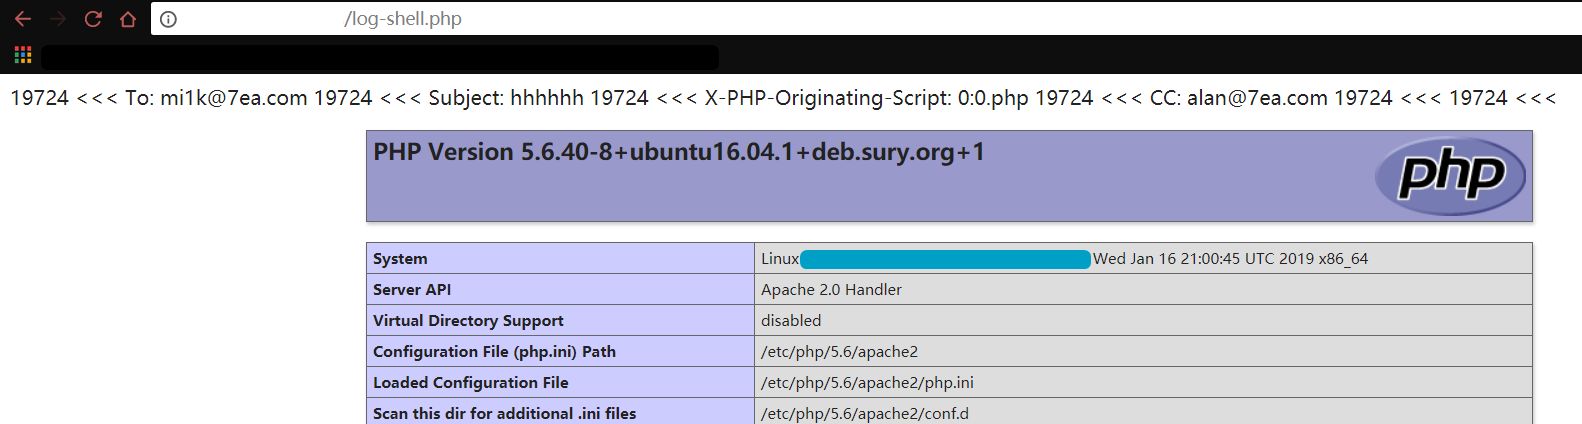 /log-shell.php
19724 <<< To: mi1k@7ea.com 19724 <<< Subject: hhhhhh 19724 <<< X-PHP-Originating-Script: 0:0.php 19724 <<< CC: alan@7ea.com 19724 <<< 19724 <<<
PHP Version 5.6.40-8+ubuntu16.04.1+deb.sury.org+1
php
System Linux Wed Jan 16 21:00:45 UTC 2019 x86_64
Server API Apache 2.0 Handler
Virtual Directory Support disabled
Configuration File (php.ini) Path /etc/php/5.6/apache2
Loaded Configuration File /etc/php/5.6/apache2/php.ini
Scan this dir for additional .ini files /etc/php/5.6/apache2/conf.d